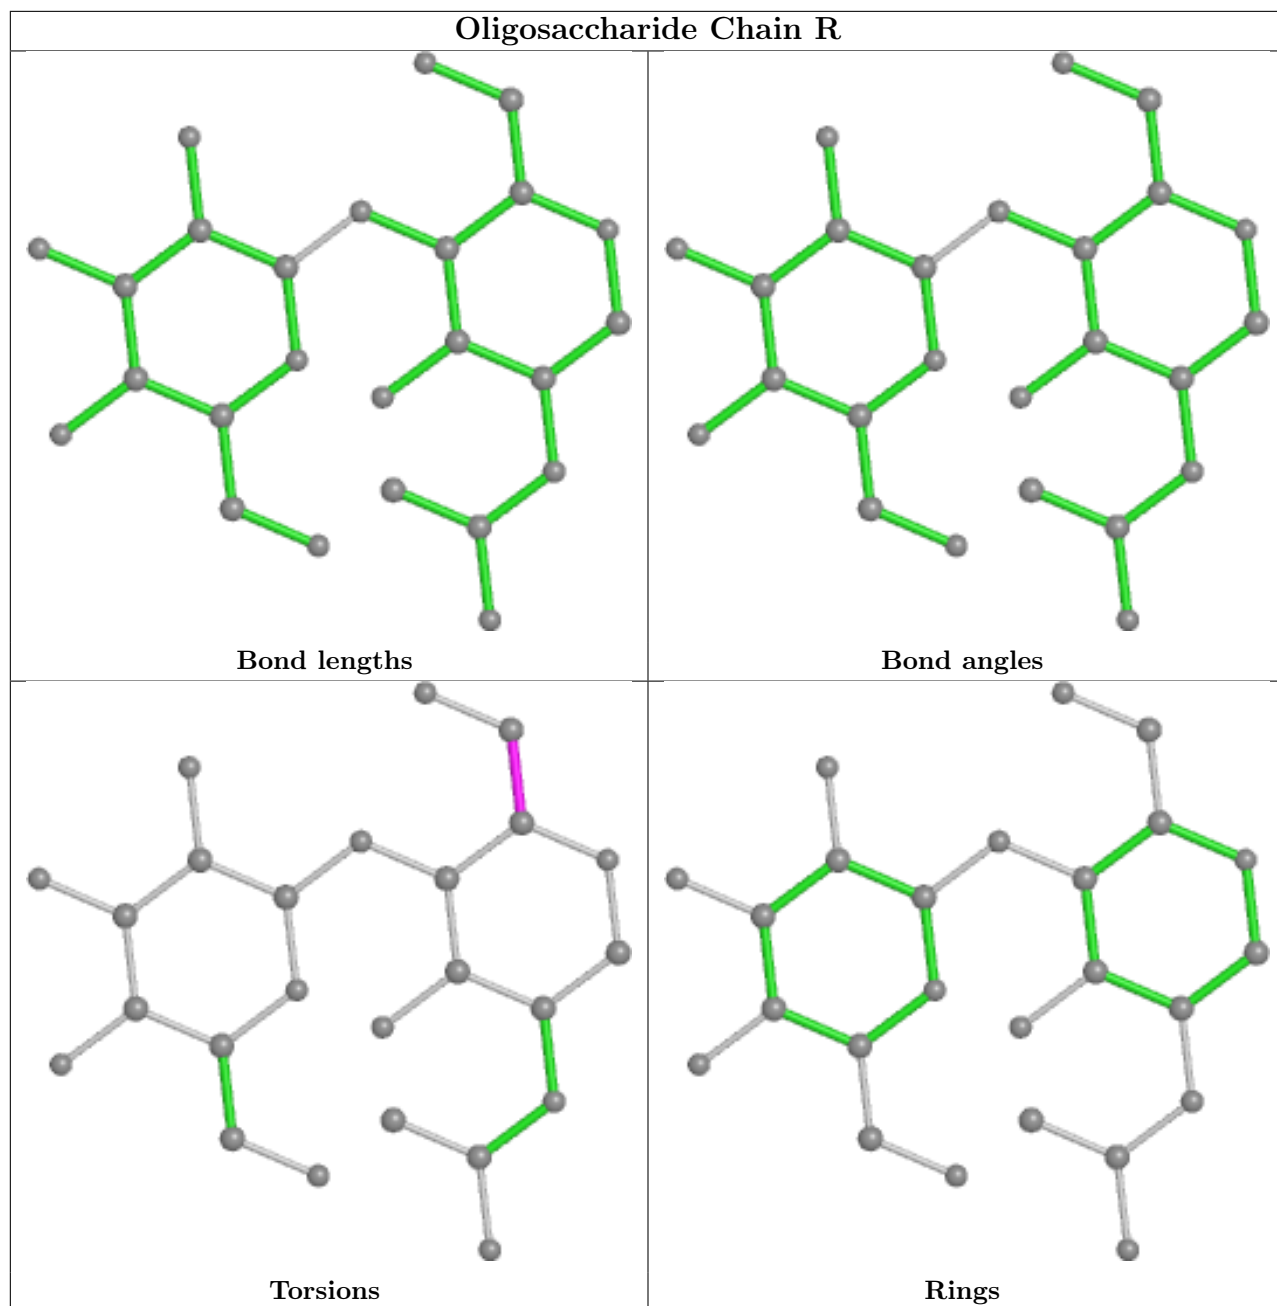 Oligosaccharide Chain R
Bond lengths
Bond angles
Torsions
Rings